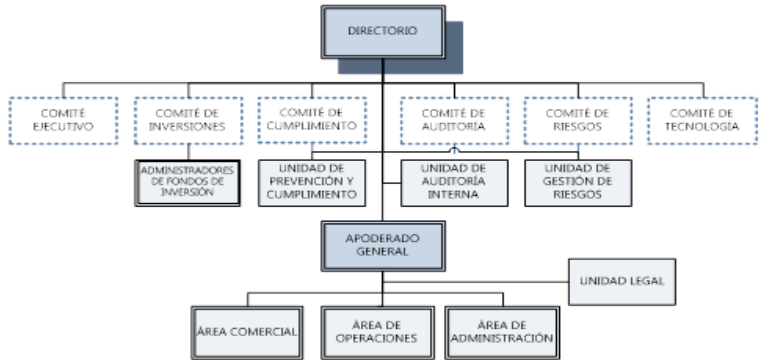 DIRECTORIO
COMITÉ
EJECUTIVO
COMITÉ DE
INVERSIONES
COMITÉ DE
CUMPLIMIENTO
COMITÉ DE
AUDITORÍA
COMITÉ DE
RIESGOS
COMITÉ DE
TECNOLOGÍA
ADMINISTRADORES
DE FONDOS DE
INVERSIÓN
UNIDAD DE
PREVENCIÓN Y
CUMPLIMIENTO
UNIDAD DE
AUDITORÍA
INTERNA
UNIDAD DE
GESTIÓN DE
RIESGOS
APODERADO
GENERAL
UNIDAD LEGAL
ÁREA COMERCIAL
ÁREA DE
OPERACIONES
ÁREA DE
ADMINISTRACIÓN